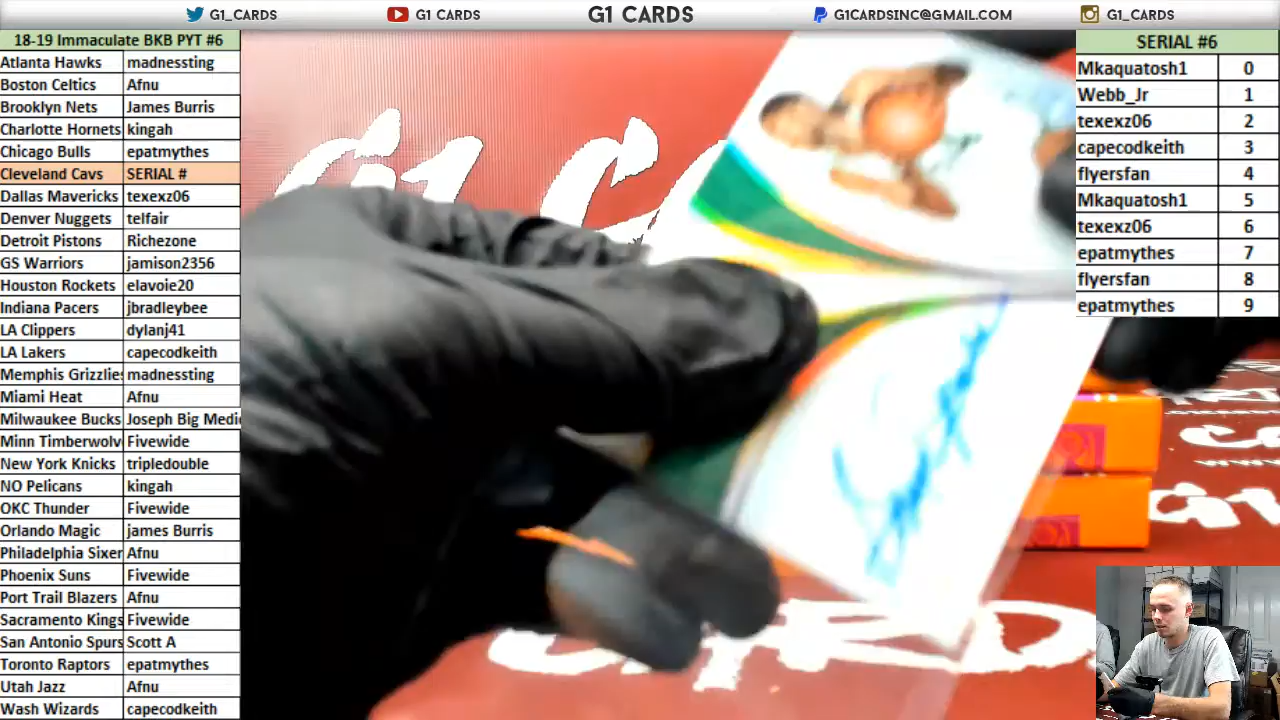 G1_CARDS
G1 CARDS
G1 CARDS
G1CARDSINC@GMAIL.COM
G1_CARDS
18-19 Immaculate BKB PYT #6
Atlanta Hawks madnessting
Boston Celtics Afnu
Brooklyn Nets James Burris
Charlotte Hornets kingah
Chicago Bulls epatmythes
Cleveland Cavs SERIAL #
Dallas Mavericks texexz06
Denver Nuggets telfair
Detroit Pistons Richezone
GS Warriors jamison2356
Houston Rockets elavoie20
Indiana Pacers jbradleybee
LA Clippers dylanj41
LA Lakers capecodkeith
Memphis Grizzlies madnessting
Miami Heat Afnu
Milwaukee Bucks Joseph Big Medi
Minn Timberwolv Fivewide
New York Knicks tripledouble
NO Pelicans kingah
OKC Thunder Fivewide
Orlando Magic james Burris
Philadelphia Sixer Afnu
Phoenix Suns Fivewide
Port Trail Blazers Afnu
Sacramento Kings Fivewide
San Antonio Spurs Scott A
Toronto Raptors epatmythes
Utah Jazz Afnu
Wash Wizards capecodkeith
SERIAL #6
Mkaquatosh1 0
Webb_Jr 1
texexz06 2
capecodkeith 3
flyersfan 4
Mkaquatosh1 5
texexz06 6
epatmythes 7
flyersfan 8
epatmythes 9